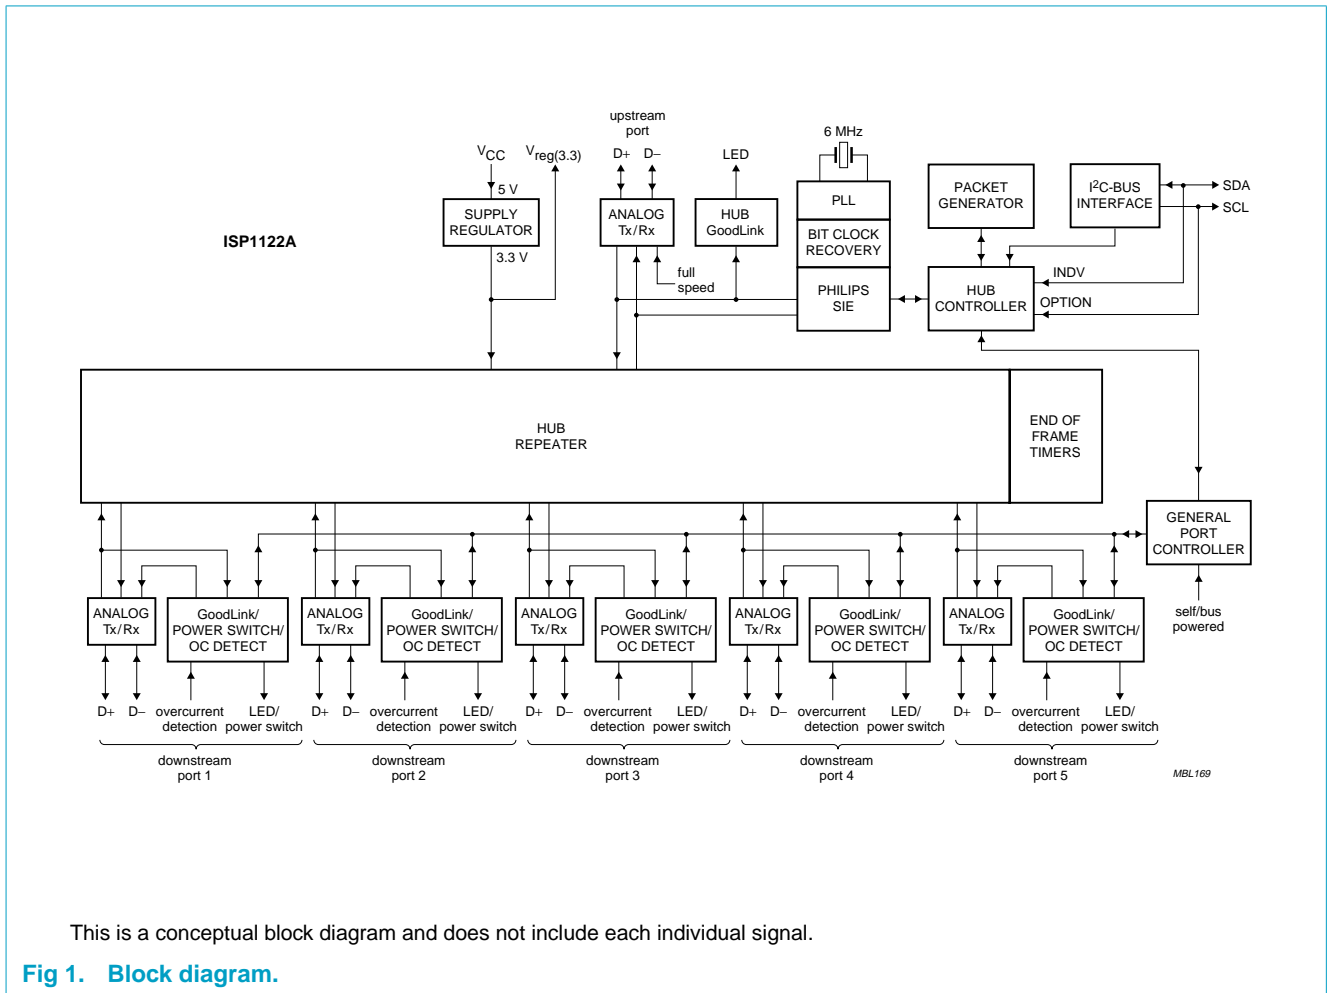 upstream
port
6 MHz
VCC
Vreg(3.3)
D+
D−
LED
5 V
SUPPLY
REGULATOR
3.3 V
ANALOG
Tx/Rx
full
speed
HUB
GoodLink
PLL
BIT CLOCK
RECOVERY
PHILIPS
SIE
PACKET
GENERATOR
I2C-BUS
INTERFACE
SDA
SCL
ISP1122A
HUB
CONTROLLER
INDV
OPTION
HUB
REPEATER
END OF
FRAME
TIMERS
GENERAL
PORT
CONTROLLER
self/bus
powered
ANALOG
Tx/Rx
GoodLink/
POWER SWITCH/
OC DETECT
D+
D−
overcurrent
detection
LED/
power switch
downstream
port 1
ANALOG
Tx/Rx
GoodLink/
POWER SWITCH/
OC DETECT
D+
D−
overcurrent
detection
LED/
power switch
downstream
port 2
ANALOG
Tx/Rx
GoodLink/
POWER SWITCH/
OC DETECT
D+
D−
overcurrent
detection
LED/
power switch
downstream
port 3
ANALOG
Tx/Rx
GoodLink/
POWER SWITCH/
OC DETECT
D+
D−
overcurrent
detection
LED/
power switch
downstream
port 4
ANALOG
Tx/Rx
GoodLink/
POWER SWITCH/
OC DETECT
D+
D−
overcurrent
detection
LED/
power switch
downstream
port 5
MBL169
This is a conceptual block diagram and does not include each individual signal.
Fig 1. Block diagram.